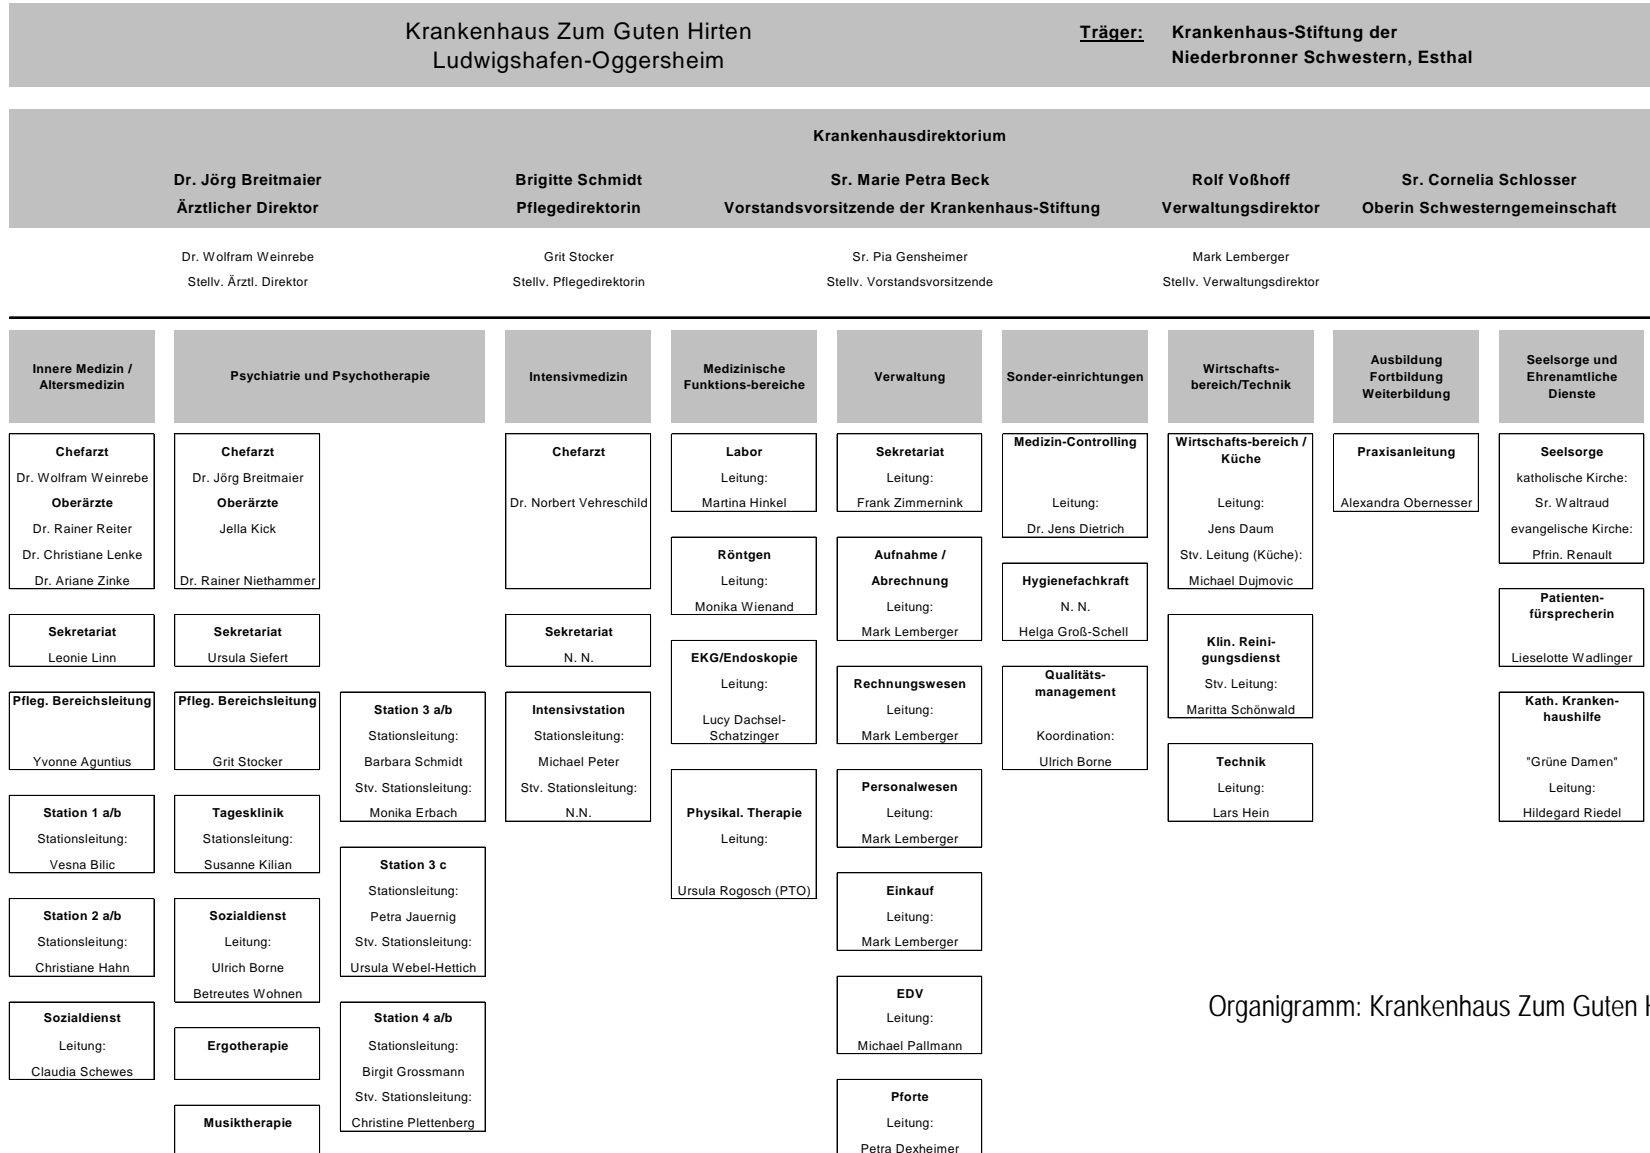 Krankenhaus Zum Guten Hirten
Ludwigshafen-Oggersheim
Träger: Krankenhaus-Stiftung der
Niederbronner Schwestern, Esthal
Krankenhausdirektorium
Dr. Jörg Breitmaier
Ärztlicher Direktor
Brigitte Schmidt
Pflegedirektorin
Sr. Marie Petra Beck
Vorstandsvorsitzende der Krankenhaus-Stiftung
Rolf Voßhoff
Verwaltungsdirektor
Sr. Cornelia Schlosser
Oberin Schwesterngemeinschaft
Dr. Wolfram Weinrebe
Stellv. Ärztl. Direktor
Grit Stocker
Stellv. Pflegedirektorin
Sr. Pia Gensheimer
Stellv. Vorstandsvorsitzende
Mark Lemberger
Stellv. Verwaltungsdirektor
Innere Medizin /
Altersmedizin
Chefarzt
Dr. Wolfram Weinrebe
Oberärzte
Dr. Rainer Reiter
Dr. Christiane Lenke
Dr. Ariane Zinke
Sekretariat
Leonie Linn
Pfleg. Bereichsleitung
Yvonne Aguntius
Station 1 a/b
Stationsleitung:
Vesna Bilic
Station 2 a/b
Stationsleitung:
Christiane Hahn
Sozialdienst
Leitung:
Claudia Schewes
Psychiatrie und Psychotherapie
Chefarzt
Dr. Jörg Breitmaier
Oberärzte
Jella Kick
Dr. Rainer Niethammer
Sekretariat
Ursula Siefert
Pfleg. Bereichsleitung
Grit Stocker
Tagesklinik
Stationsleitung:
Susanne Kilian
Sozialdienst
Leitung:
Ulrich Borne
Betreutes Wohnen
Ergotherapie
Musiktherapie
Station 3 a/b
Stationsleitung:
Barbara Schmidt
Stv. Stationsleitung:
Monika Erbach
Station 3 c
Stationsleitung:
Petra Jauernig
Stv. Stationsleitung:
Ursula Webel-Hettich
Station 4 a/b
Stationsleitung:
Birgit Grossmann
Stv. Stationsleitung:
Christine Plettenberg
Intensivmedizin
Chefarzt
Dr. Norbert Vehreschild
Sekretariat
N. N.
Intensivstation
Stationsleitung:
Michael Peter
Stv. Stationsleitung:
N.N.
Medizinische
Funktions-bereiche
Labor
Leitung:
Martina Hinkel
Röntgen
Leitung:
Monika Wienand
EKG/Endoskopie
Leitung:
Lucy Dachsel-
Schatzinger
Physikal. Therapie
Leitung:
Ursula Rogosch (PTO)
Verwaltung
Sekretariat
Leitung:
Frank Zimmernink
Aufnahme /
Abrechnung
Leitung:
Mark Lemberger
Rechnungswesen
Leitung:
Mark Lemberger
Personalwesen
Leitung:
Mark Lemberger
Einkauf
Leitung:
Mark Lemberger
EDV
Leitung:
Michael Pallmann
Pforte
Leitung:
Petra Dexheimer
Sonder-einrichtungen
Medizin-Controlling
Leitung:
Dr. Jens Dietrich
Hygienefachkraft
N. N.
Helga Groß-Schell
Qualitäts-
management
Koordination:
Ulrich Borne
Wirtschafts-
bereich/Technik
Wirtschafts-bereich /
Küche
Leitung:
Jens Daum
Stv. Leitung (Küche):
Michael Dujmovic
Klin. Reini-
gungsdienst
Stv. Leitung:
Maritta Schönwald
Technik
Leitung:
Lars Hein
Ausbildung
Fortbildung
Weiterbildung
Praxisanleitung
Alexandra Obernesser
Seelsorge und
Ehrenamtliche
Dienste
Seelsorge
katholische Kirche:
Sr. Waltraud
evangelische Kirche:
Pfrin. Renault
Patienten-
fürsprecherin
Lieselotte Wadlinger
Kath. Kranken-
haushilfe
"Grüne Damen"
Leitung:
Hildegard Riedel
Organigramm: Krankenhaus Zum Guten